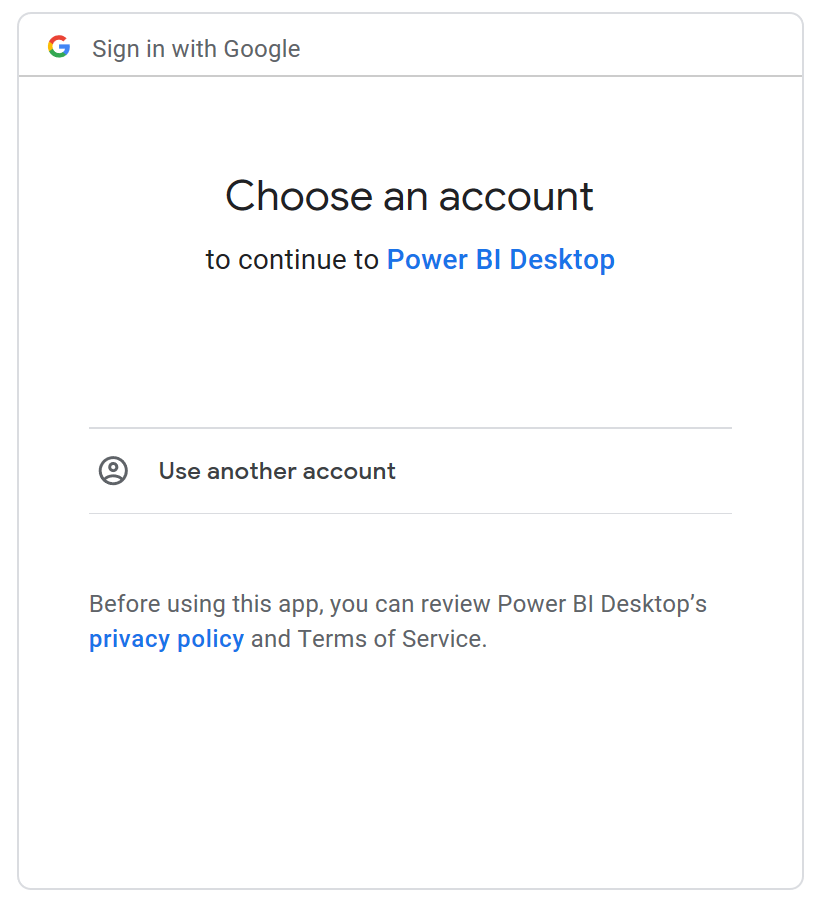 Sign in with Google
Choose an account
to continue to Power BI Desktop
Use another account
Before using this app, you can review Power BI Desktop’s
privacy policy and Terms of Service.